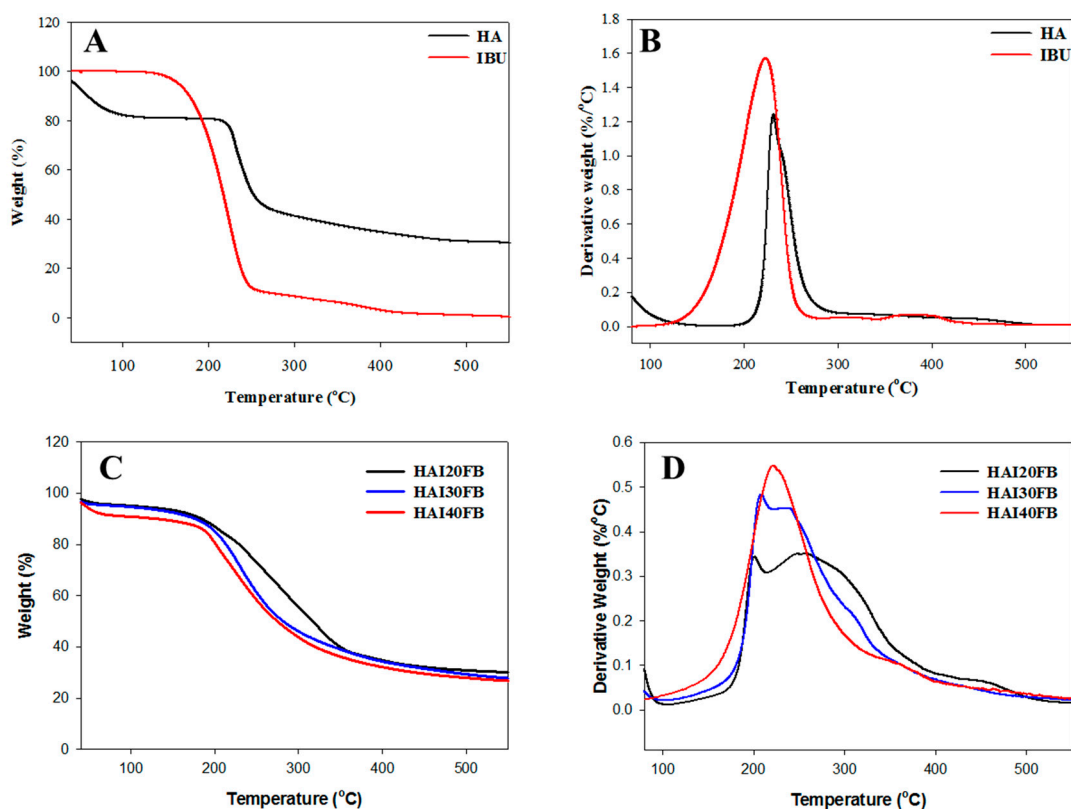 A
HA
IBU
120
100
80
60
40
20
0
Weight (%)
100
200
300
400
500
Temperature (°C)
B
HA
IBU
1.8
1.6
1.4
1.2
1.0
0.8
0.6
0.4
0.2
0.0
Derivative weight (%/°C)
100
200
300
400
500
Temperature (°C)
C
HAI20FB
HAI30FB
HAI40FB
120
100
80
60
40
20
0
Weight (%)
100
200
300
400
500
Temperature (°C)
D
HAI20FB
HAI30FB
HAI40FB
0.6
0.5
0.4
0.3
0.2
0.1
0.0
Derivative Weight (%/°C)
100
200
300
400
500
Temperature (°C)